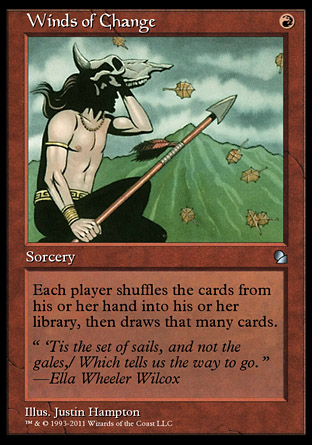 Winds of Change
Sorcery
Each player shuffles the cards from
his or her hand into his or her
library, then draws that many cards.
“ ‘Tis the set of sails, and not the
gales,/ Which tells us the way to go.”
—Ella Wheeler Wilcox
Illus. Justin Hampton
™ & © 1993-2011 Wizards of the Coast LLC